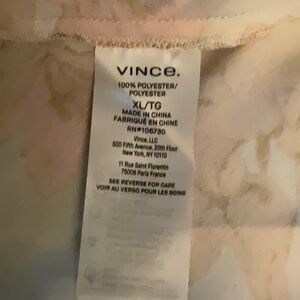 VINCE.
100% POLYESTER/
POLYESTER
XL/TG
MADE IN CHINA
FABRIQUÉ EN CHINE
RN#106730
Vince, LLC
500 Fifth Avenue, 20th Floor
New York, NY 10110
11 Rue Saint Florentin
75008 Paris France
SEE REVERSE FOR CARE
VOIR AU VERSO POUR LES SOINS